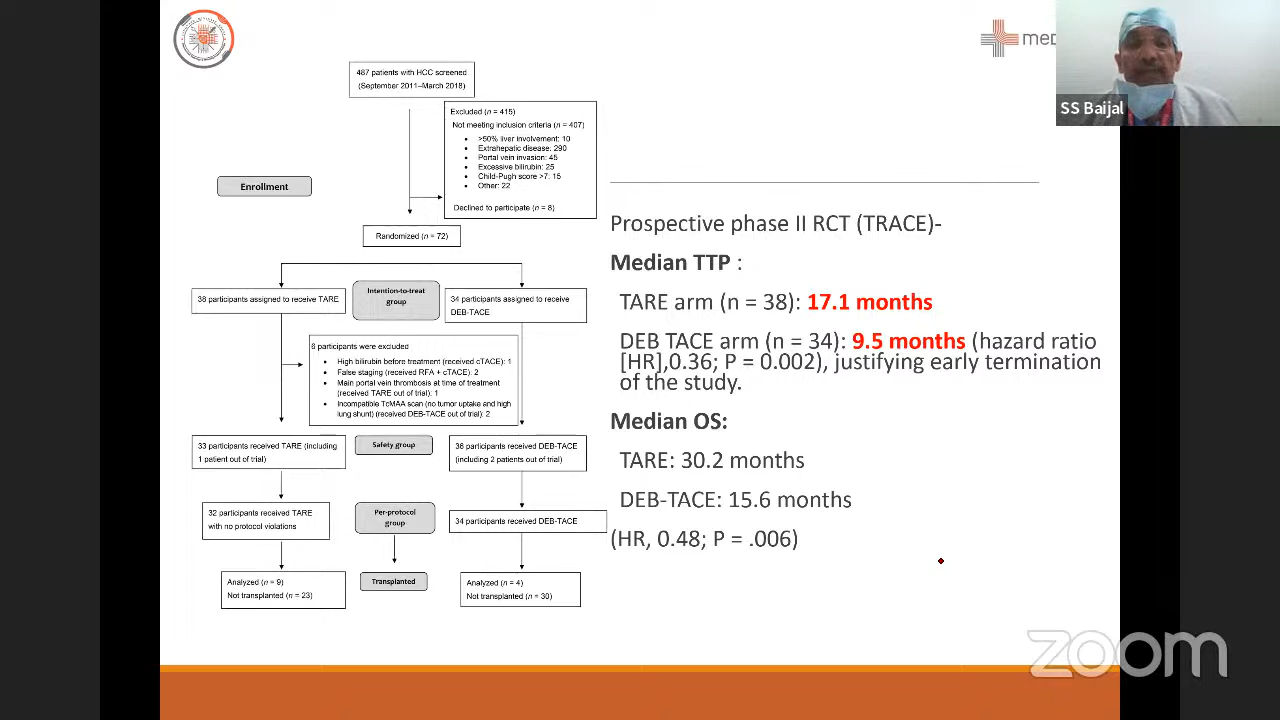 487 patients with HCC screened
(September 2011–March 2018)
Excluded (n = 415)
Not meeting inclusion criteria (n = 407)
• >50% liver involvement: 10
• Extrahepatic disease: 290
• Portal vein invasion: 45
• Excessive bilirubin: 25
• Child-Pugh score >7: 15
• Other: 22
Declined to participate (n = 8)
Enrollment
Randomized (n = 72)
38 participants assigned to receive TARE
Intention-to-treat
group
34 participants assigned to receive
DEB-TACE
6 participants were excluded
• High bilirubin before treatment (received cTACE): 1
• False staging (received RFA + cTACE): 2
• Main portal vein thrombosis at time of treatment
(received TARE out of trial): 1
• Incompatible TcMAA scan (no tumor uptake and high
lung shunt) (received DEB-TACE out of trial): 2
33 participants received TARE (including
1 patient out of trial)
Safety group
36 participants received DEB-TACE
(including 2 patients out of trial)
32 participants received TARE
with no protocol violations
Per-protocol
group
34 participants received DEB-TACE
Analyzed (n = 9)
Not transplanted (n = 23)
Transplanted
Analyzed (n = 4)
Not transplanted (n = 30)
Prospective phase II RCT (TRACE)-
Median TTP :
TARE arm (n = 38): 17.1 months
DEB TACE arm (n = 34): 9.5 months (hazard ratio
[HR],0.36; P = 0.002), justifying early termination
of the study.
Median OS:
TARE: 30.2 months
DEB-TACE: 15.6 months
(HR, 0.48; P = .006)
SS Baijal
zoom